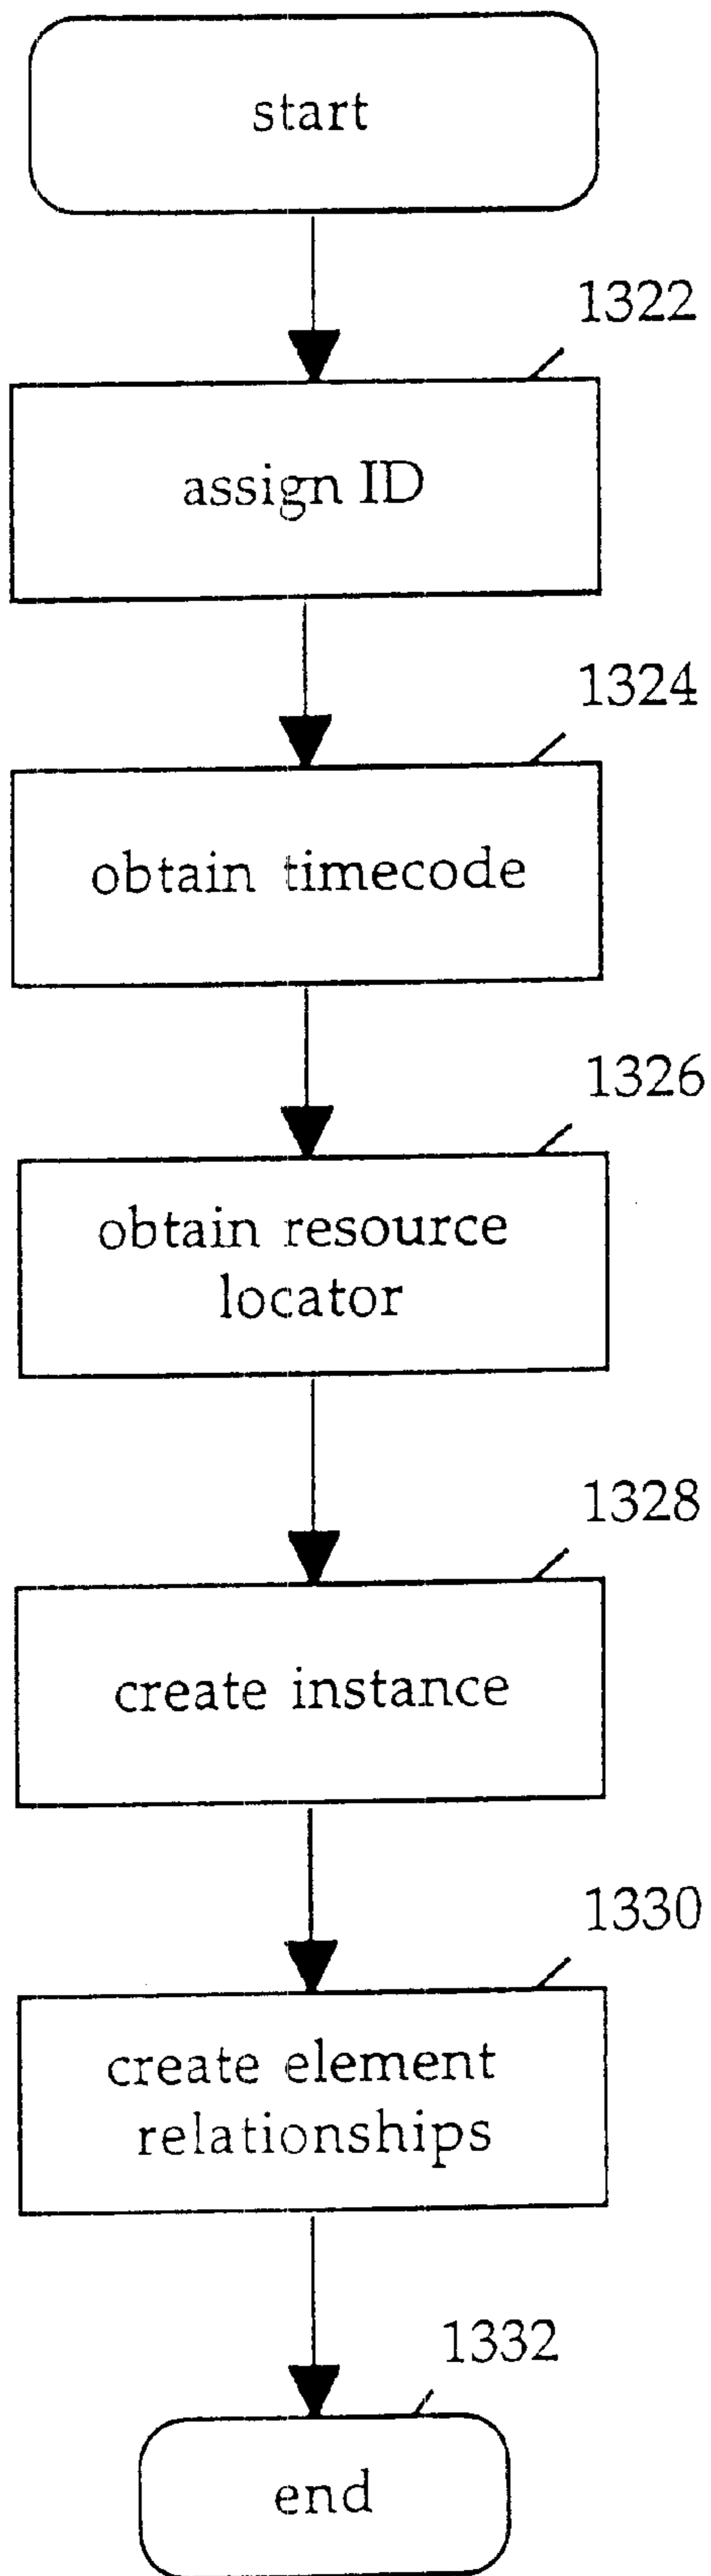 start
1322
assign ID
1324
obtain timecode
1326
obtain resource
locator
1328
create instance
1330
create element
relationships
1332
end